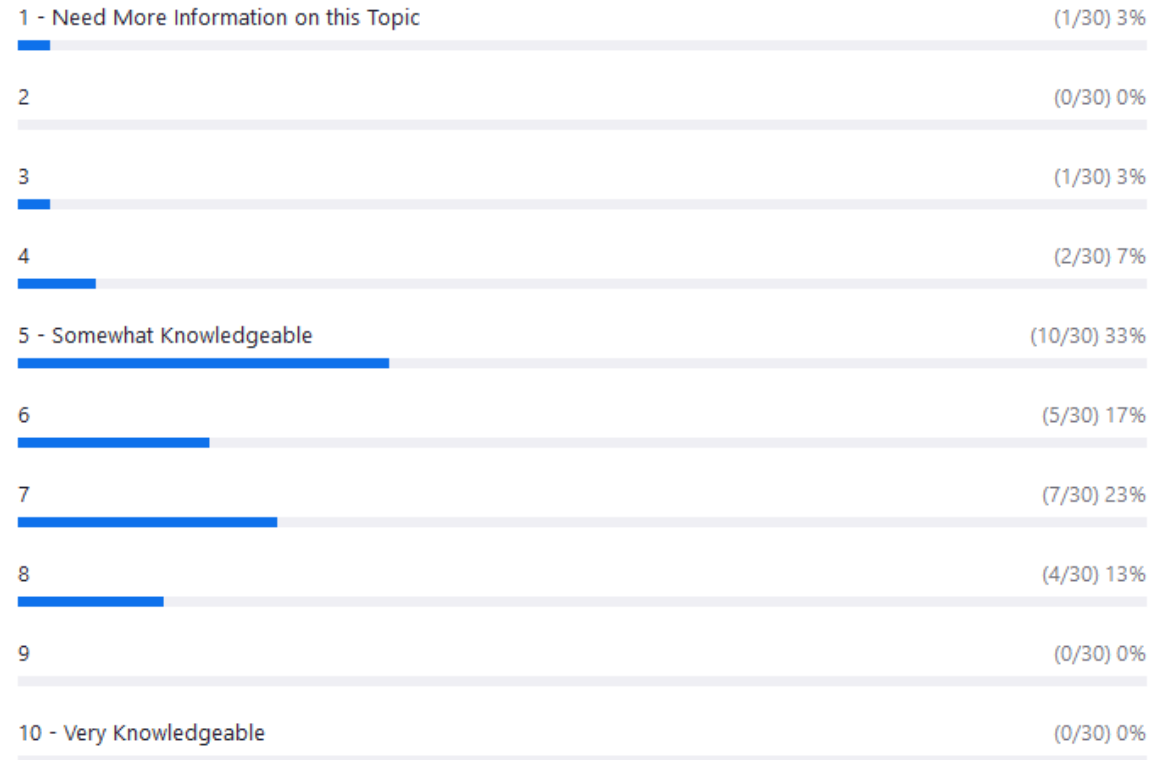 1 - Need More Information on this Topic (1/30) 3%
2 (0/30) 0%
3 (1/30) 3%
4 (2/30) 7%
5 - Somewhat Knowledgeable (10/30) 33%
6 (5/30) 17%
7 (7/30) 23%
8 (4/30) 13%
9 (0/30) 0%
10 - Very Knowledgeable (0/30) 0%